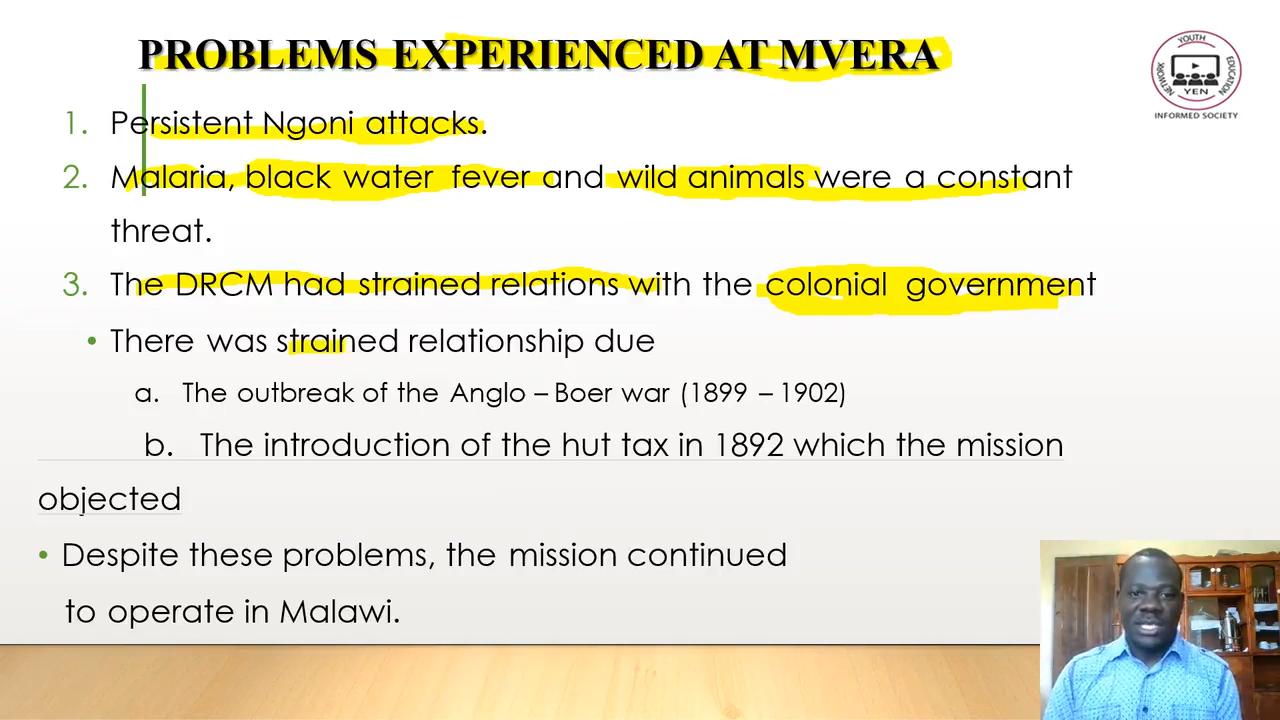 PROBLEMS EXPERIENCED AT MVERA
YOUTH
NETWORK
EDUCATION
YEN
INFORMED SOCIETY
1. Persistent Ngoni attacks.
2. Malaria, black water fever and wild animals were a constant
threat.
3. The DRCM had strained relations with the colonial government
• There was strained relationship due
a. The outbreak of the Anglo – Boer war (1899 – 1902)
b. The introduction of the hut tax in 1892 which the mission
objected
• Despite these problems, the mission continued
to operate in Malawi.